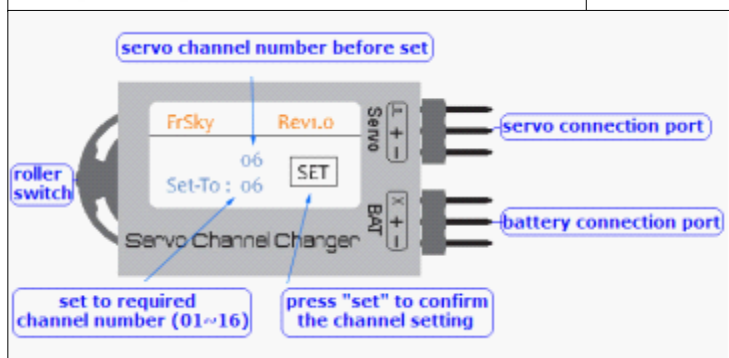 servo channel number before set
FrSky Rev1.0
06
Set-To : 06
SET
Servo
+
−
BAT
X
+
−
Servo Channel Changer
roller
switch
servo connection port
battery connection port
set to required
channel number (01~16)
press "set" to confirm
the channel setting